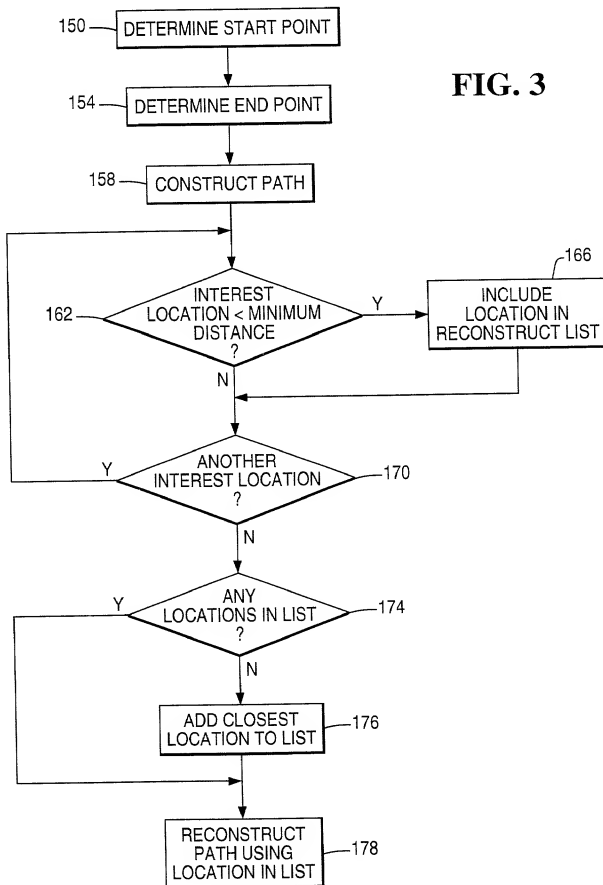 150
DETERMINE START POINT
FIG. 3
154
DETERMINE END POINT
158
CONSTRUCT PATH
162
INTEREST
LOCATION < MINIMUM
DISTANCE
?
Y
N
166
INCLUDE
LOCATION IN
RECONSTRUCT LIST
Y
ANOTHER
INTEREST LOCATION
?
170
N
Y
ANY
LOCATIONS IN LIST
?
174
N
ADD CLOSEST
LOCATION TO LIST
176
RECONSTRUCT
PATH USING
LOCATION IN LIST
178